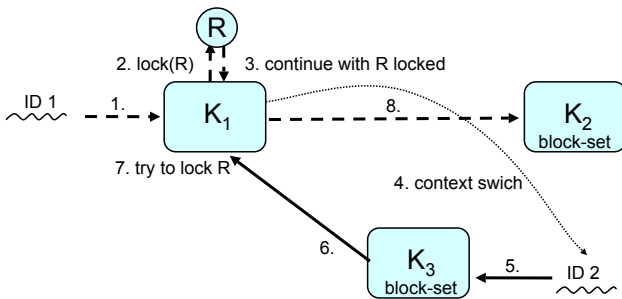 R
2. lock(R)
3. continue with R locked
ID 1
1.
K1
8.
K2
block-set
7. try to lock R
4. context swich
6.
K3
block-set
5.
ID 2